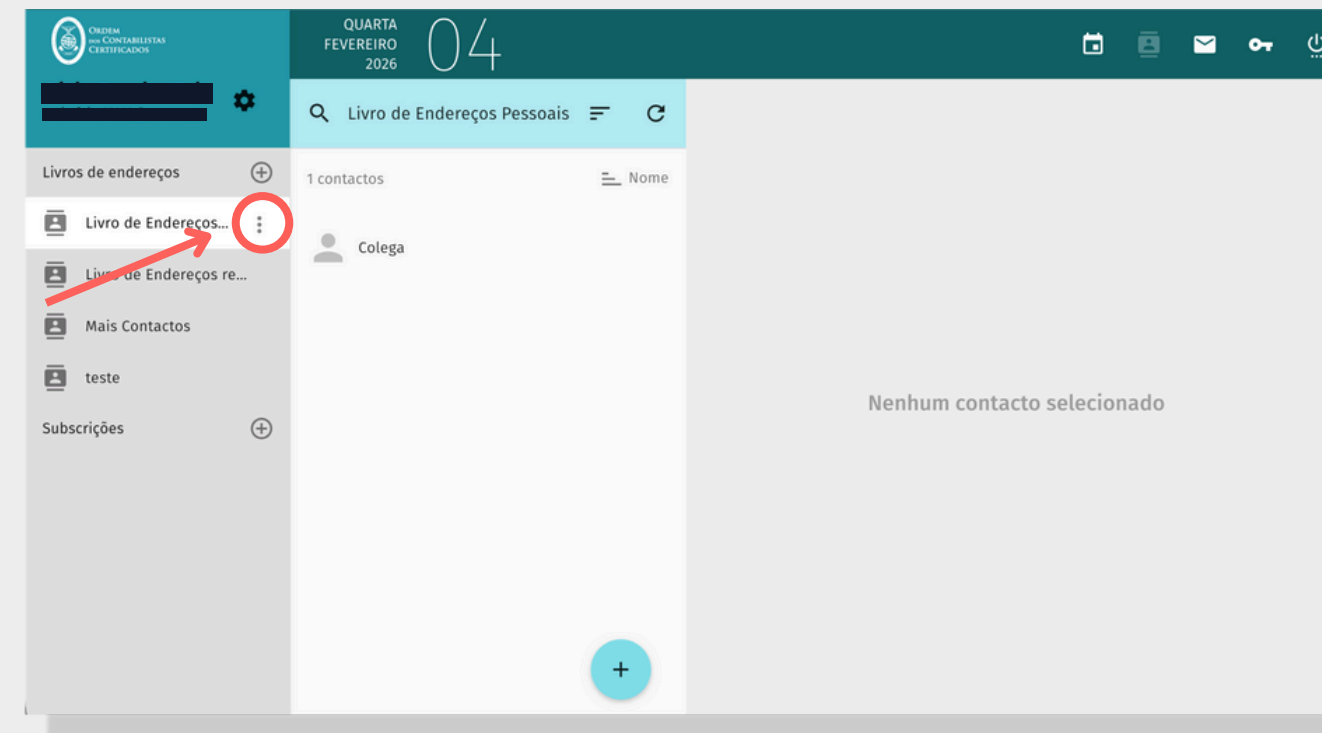 ORDEM
DOS CONTABILISTAS
CERTIFICADOS
QUARTA
FEVEREIRO
2026
04
Livro de Endereços Pessoais
Livros de endereços
1 contactos
Nome
Livro de Endereços...
Colega
Livro de Endereços re...
Mais Contactos
teste
Nenhum contacto selecionado
Subscrições